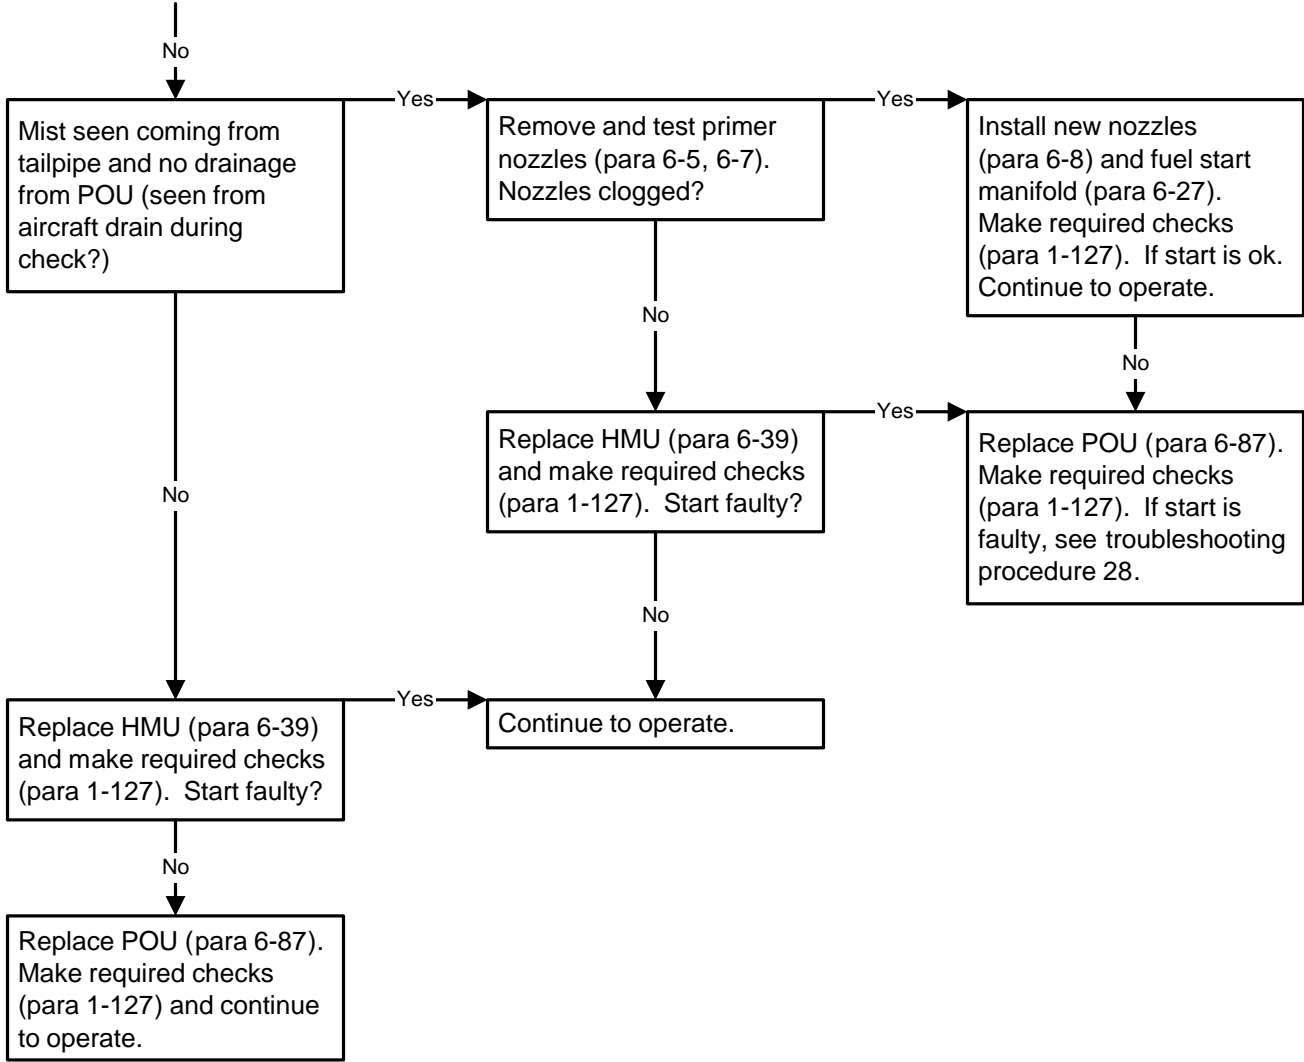 No
Mist seen coming from
tailpipe and no drainage
from POU (seen from
aircraft drain during
check?)
Yes
Remove and test primer
nozzles (para 6-5, 6-7).
Nozzles clogged?
Yes
Install new nozzles
(para 6-8) and fuel start
manifold (para 6-27).
Make required checks
(para 1-127).  If start is ok.
Continue to operate.
No
No
No
Replace HMU (para 6-39)
and make required checks
(para 1-127).  Start faulty?
Yes
Replace POU (para 6-87).
Make required checks
(para 1-127).  If start is
faulty, see troubleshooting
procedure 28.
No
Replace HMU (para 6-39)
and make required checks
(para 1-127).  Start faulty?
Yes
Continue to operate.
No
Replace POU (para 6-87).
Make required checks
(para 1-127) and continue
to operate.